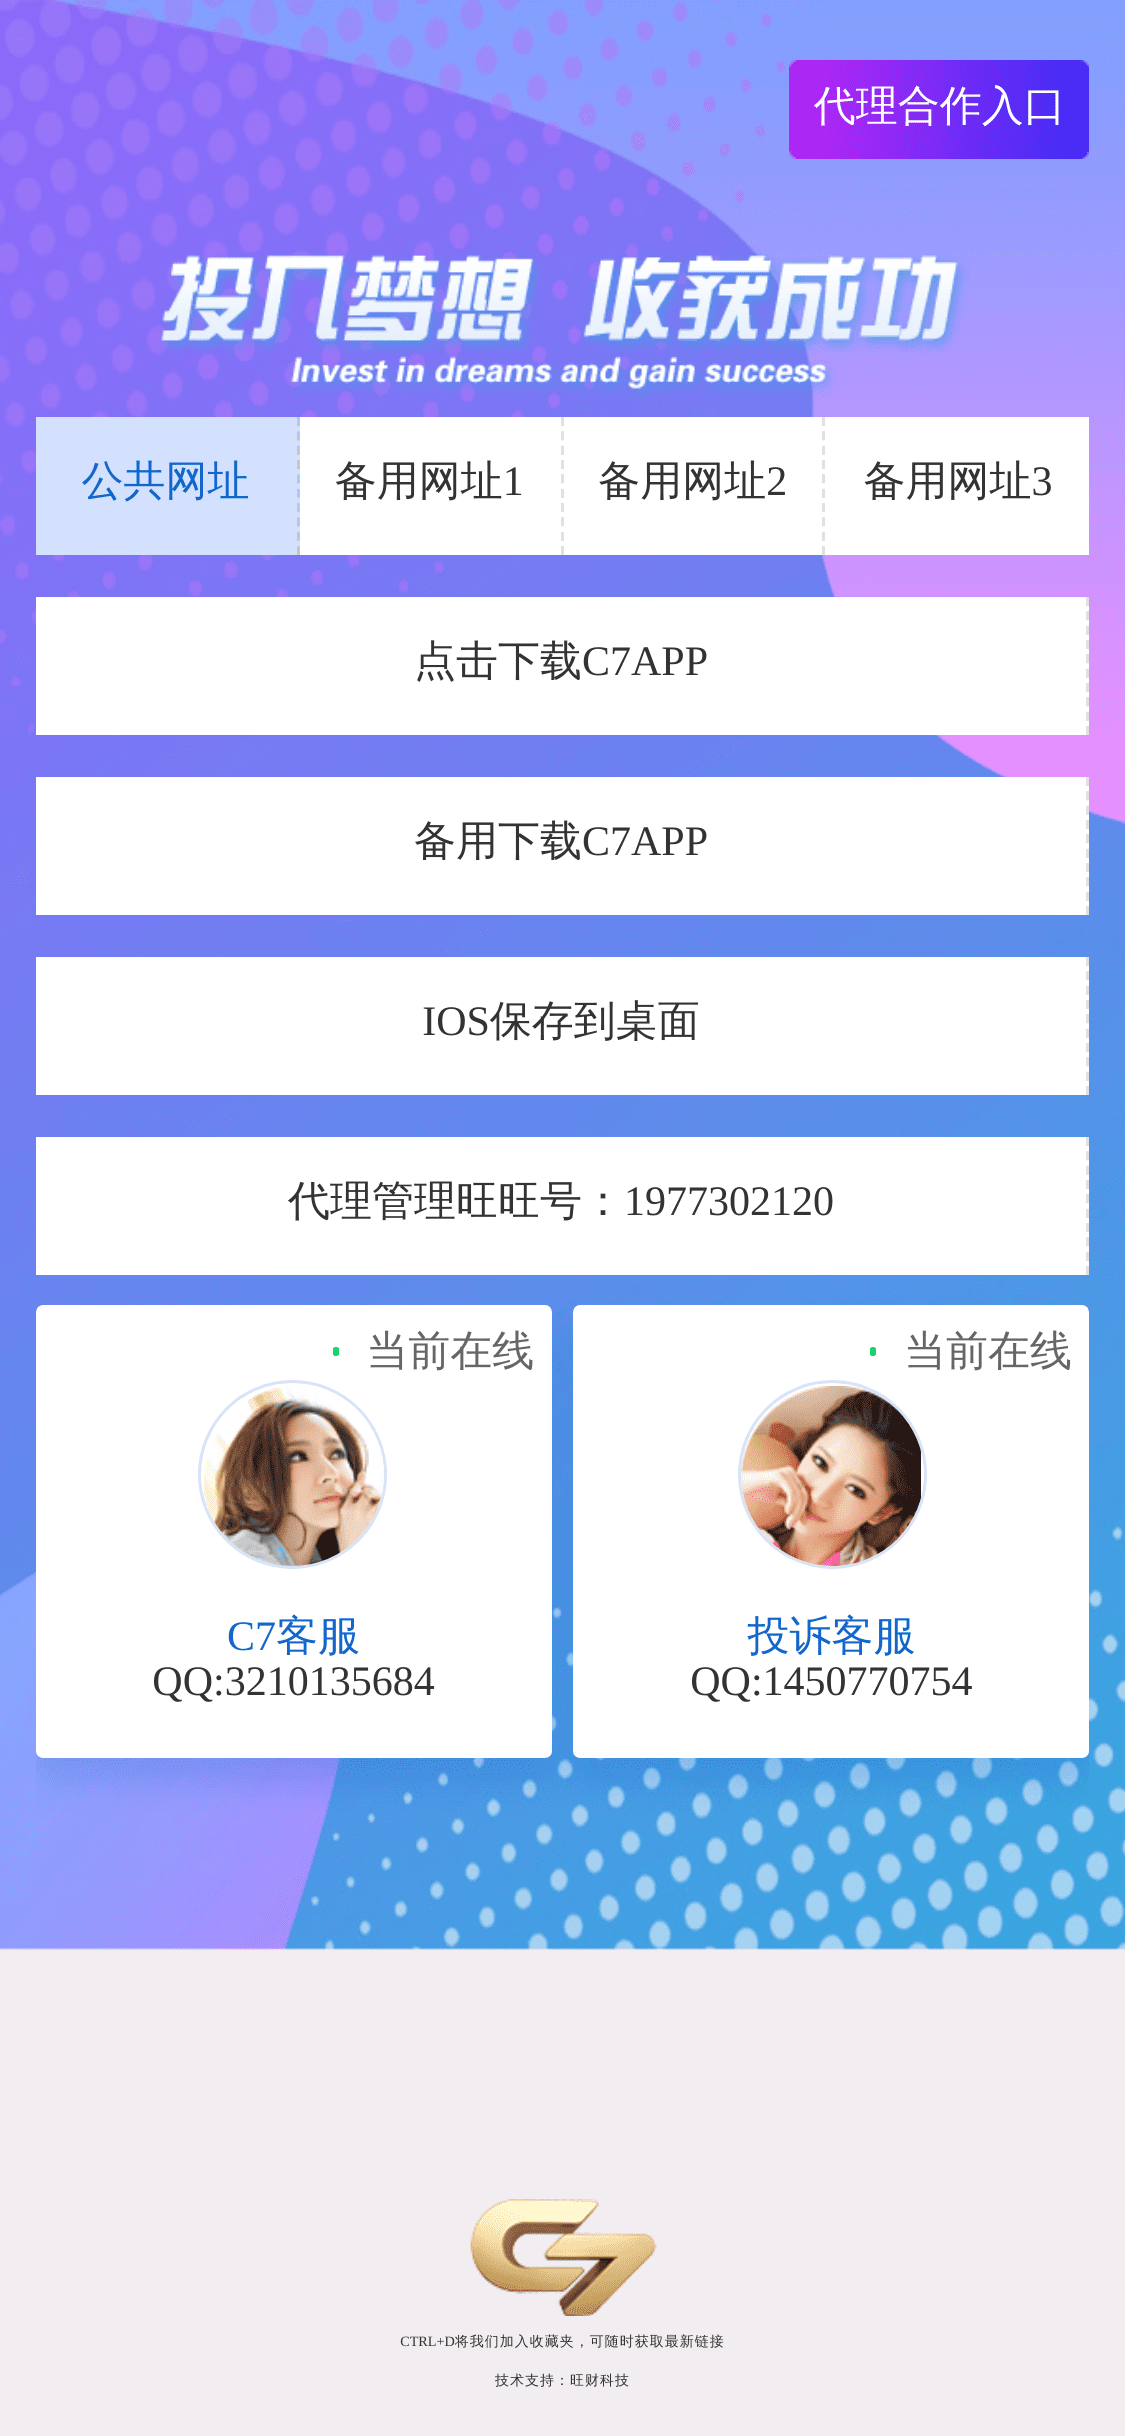 代理合作入口
投入梦想 收获成功
Invest in dreams and gain success
公共网址 备用网址1 备用网址2 备用网址3
点击下载C7APP
备用下载C7APP
IOS保存到桌面
代理管理旺旺号：1977302120
当前在线 当前在线
C7客服 投诉客服
QQ:3210135684 QQ:1450770754
C7
CTRL+D将我们加入收藏夹，可随时获取最新链接
技术支持：旺财科技